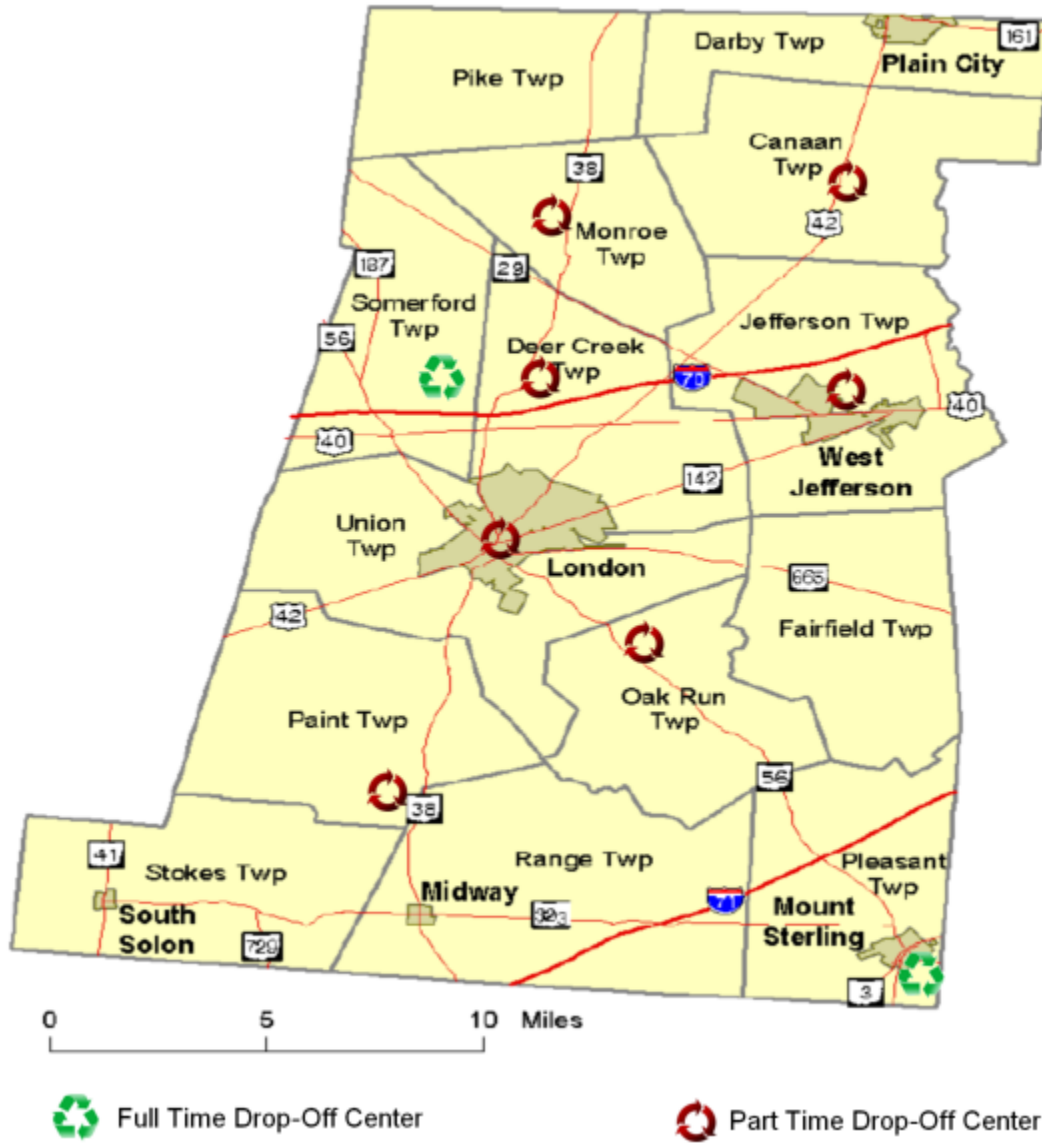 161
Darby Twp
Plain City
Pike Twp
Canaan
Twp
38
42
Monroe
Twp
29
187
Somerford
Twp
Jefferson Twp
56
Deer Creek
Twp
70
40
40
West
Jefferson
142
Union
Twp
London
665
42
Fairfield Twp
Oak Run
Twp
Paint Twp
56
38
41
Stokes Twp
Range Twp
Pleasant
Twp
Midway
71
Mount
Sterling
South
Solon
729
3
0 5 10 Miles
Full Time Drop-Off Center
Part Time Drop-Off Center